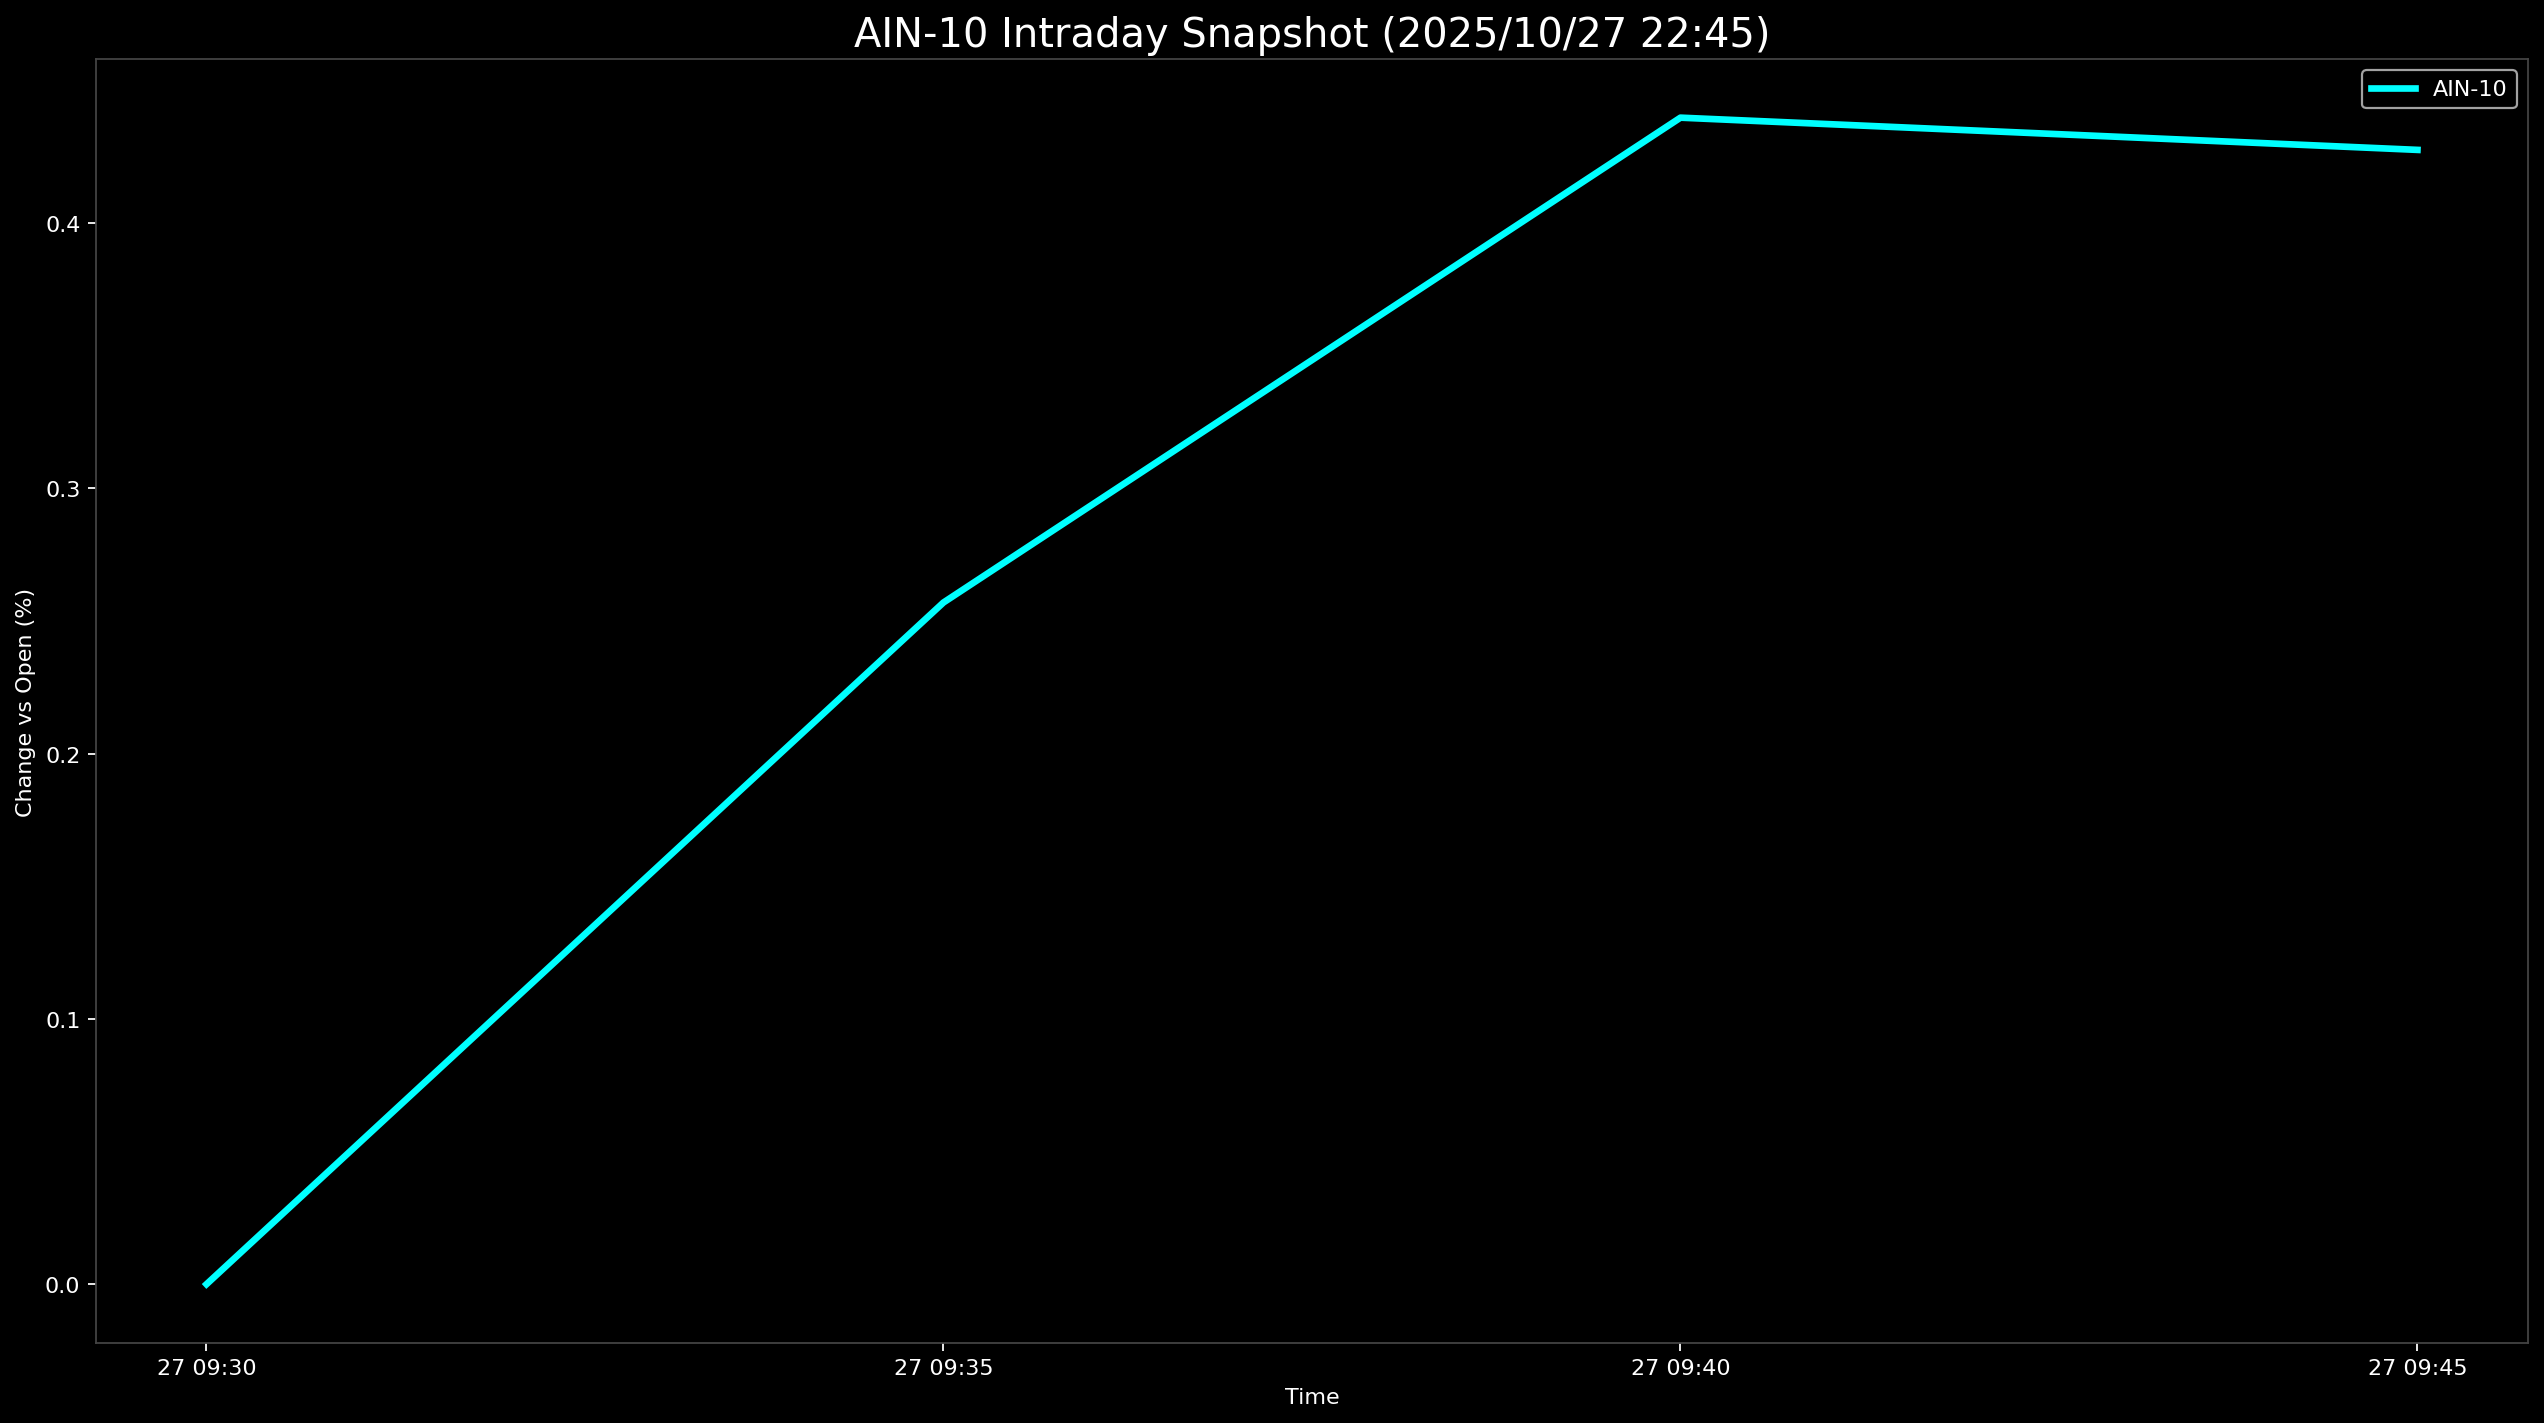 AIN-10 Intraday Snapshot (2025/10/27 22:45)
AIN-10
0.4
0.3
0.2
0.1
0.0
Change vs Open (%)
27 09:30
27 09:35
27 09:40
27 09:45
Time